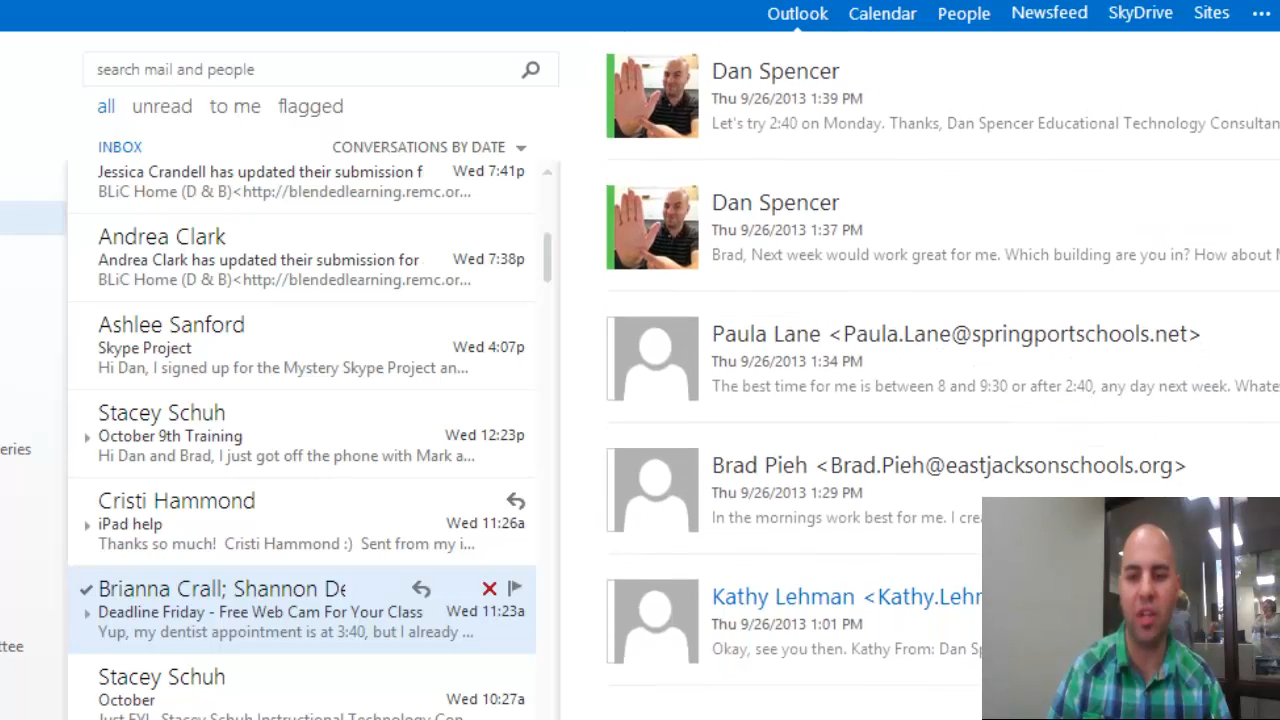 Outlook Calendar People Newsfeed SkyDrive Sites •••
search mail and people
all unread to me flagged
INBOX CONVERSATIONS BY DATE
Jessica Crandell has updated their submission f Wed 7:41p
BLiC Home (D & B)<http://blendedlearning.remc.or...
Andrea Clark
Andrea Clark has updated their submission for Wed 7:38p
BLiC Home (D & B)<http://blendedlearning.remc.or...
Ashlee Sanford
Skype Project Wed 4:07p
Hi Dan, I signed up for the Mystery Skype Project an...
Stacey Schuh
October 9th Training Wed 12:23p
Hi Dan and Brad, I just got off the phone with Mark a...
Cristi Hammond
iPad help Wed 11:26a
Thanks so much! Cristi Hammond :) Sent from my i...
Brianna Crall; Shannon De
Deadline Friday - Free Web Cam For Your Class Wed 11:23a
Yup, my dentist appointment is at 3:40, but I already ...
Stacey Schuh
October Wed 10:27a
Just FYI. Stacey Schuh Instructional Technology Con
eries
ttee
Dan Spencer
Thu 9/26/2013 1:39 PM
Let's try 2:40 on Monday. Thanks, Dan Spencer Educational Technology Consultan
Dan Spencer
Thu 9/26/2013 1:37 PM
Brad, Next week would work great for me. Which building are you in? How about M
Paula Lane <Paula.Lane@springportschools.net>
Thu 9/26/2013 1:34 PM
The best time for me is between 8 and 9:30 or after 2:40, any day next week. Whate
Brad Pieh <Brad.Pieh@eastjacksonschools.org>
Thu 9/26/2013 1:29 PM
In the mornings work best for me. I crea
Kathy Lehman <Kathy.Lehr
Thu 9/26/2013 1:01 PM
Okay, see you then. Kathy From: Dan Sp